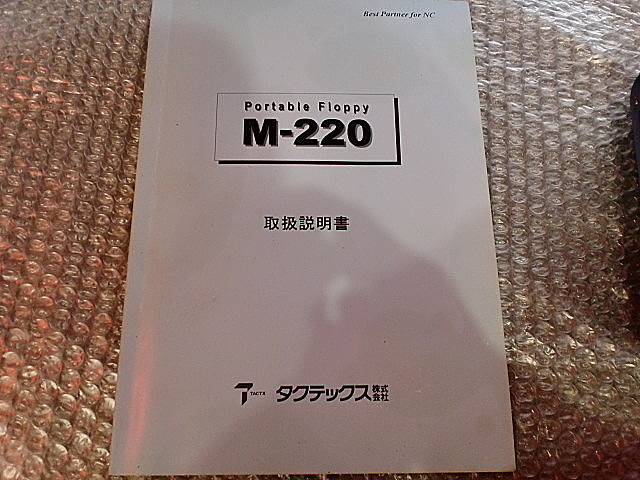 Best Partner for NC
Portable Floppy
M-220
取扱説明書
TACTX タクテックス株式会社